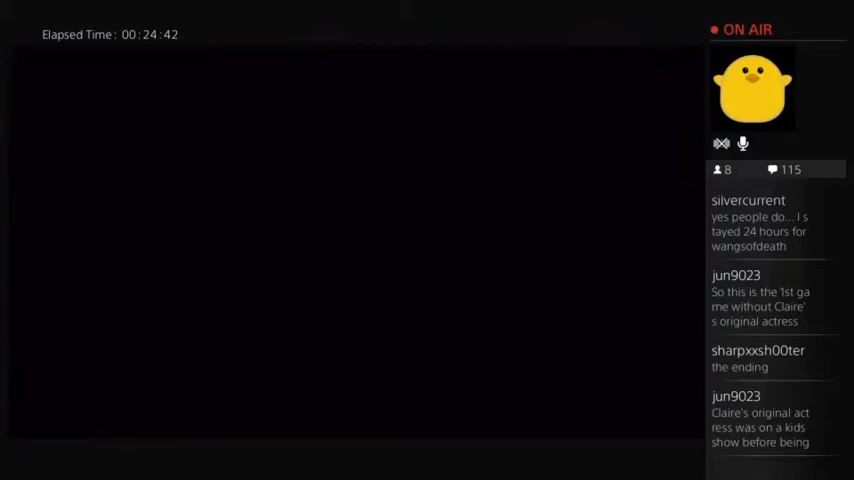 Elapsed Time: 00:24:42
ON AIR
8 115
silvercurrent
yes people do... I s
tayed 24 hours for
wangsofdeath
jun9023
So this is the 1st ga
me without Claire'
s original actress
sharpxxsh00ter
the ending
jun9023
Claire's original act
ress was on a kids
show before being